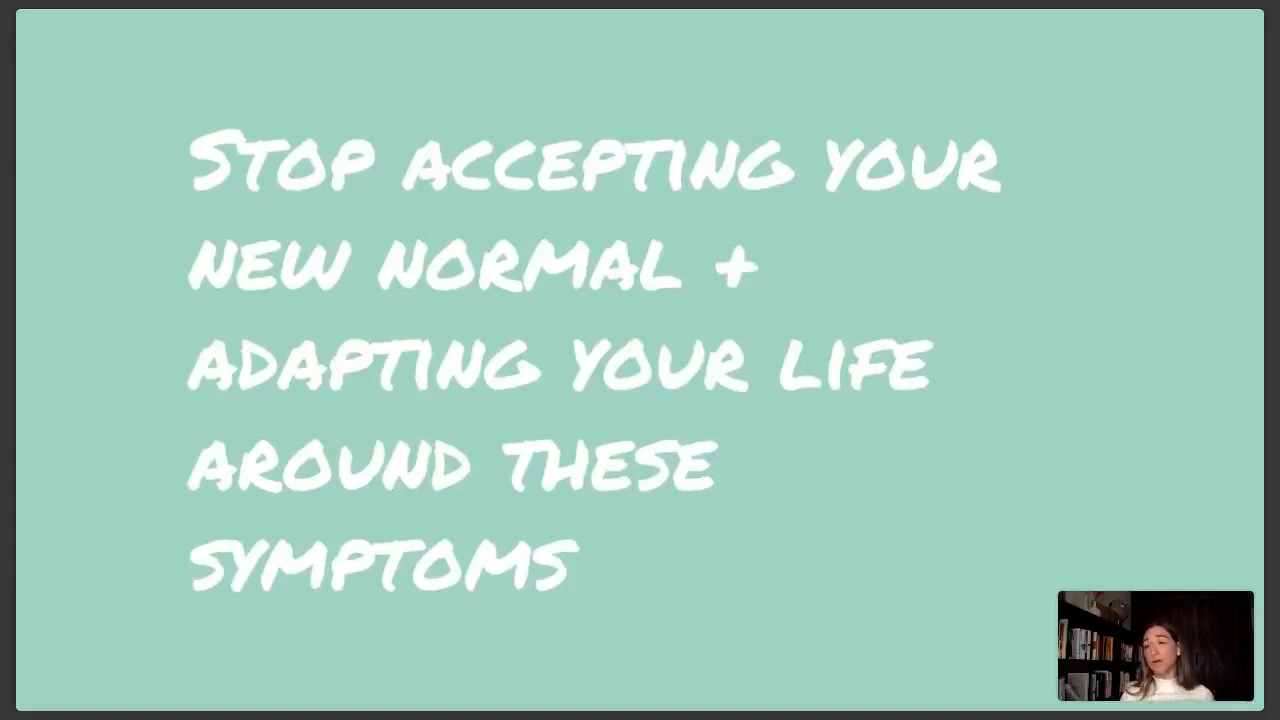 Stop accepting your
new normal +
adapting your life
around these
symptoms